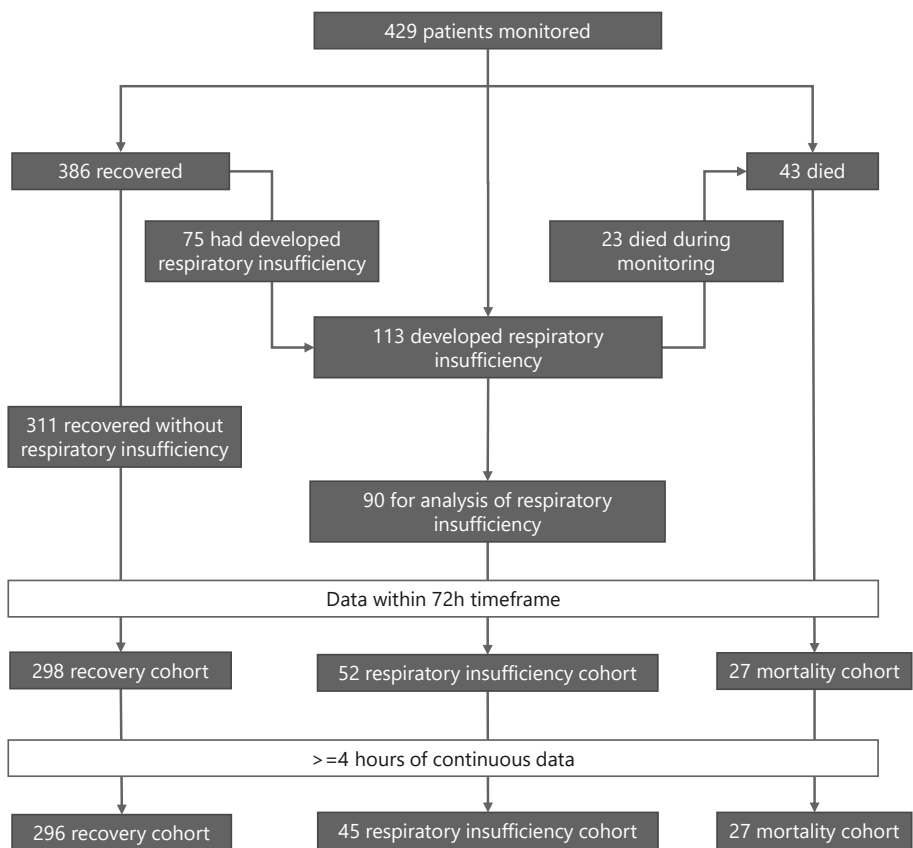 429 patients monitored
386 recovered
43 died
75 had developed
respiratory insufficiency
23 died during
monitoring
113 developed respiratory
insufficiency
311 recovered without
respiratory insufficiency
90 for analysis of respiratory
insufficiency
Data within 72h timeframe
298 recovery cohort
52 respiratory insufficiency cohort
27 mortality cohort
>=4 hours of continuous data
296 recovery cohort
45 respiratory insufficiency cohort
27 mortality cohort